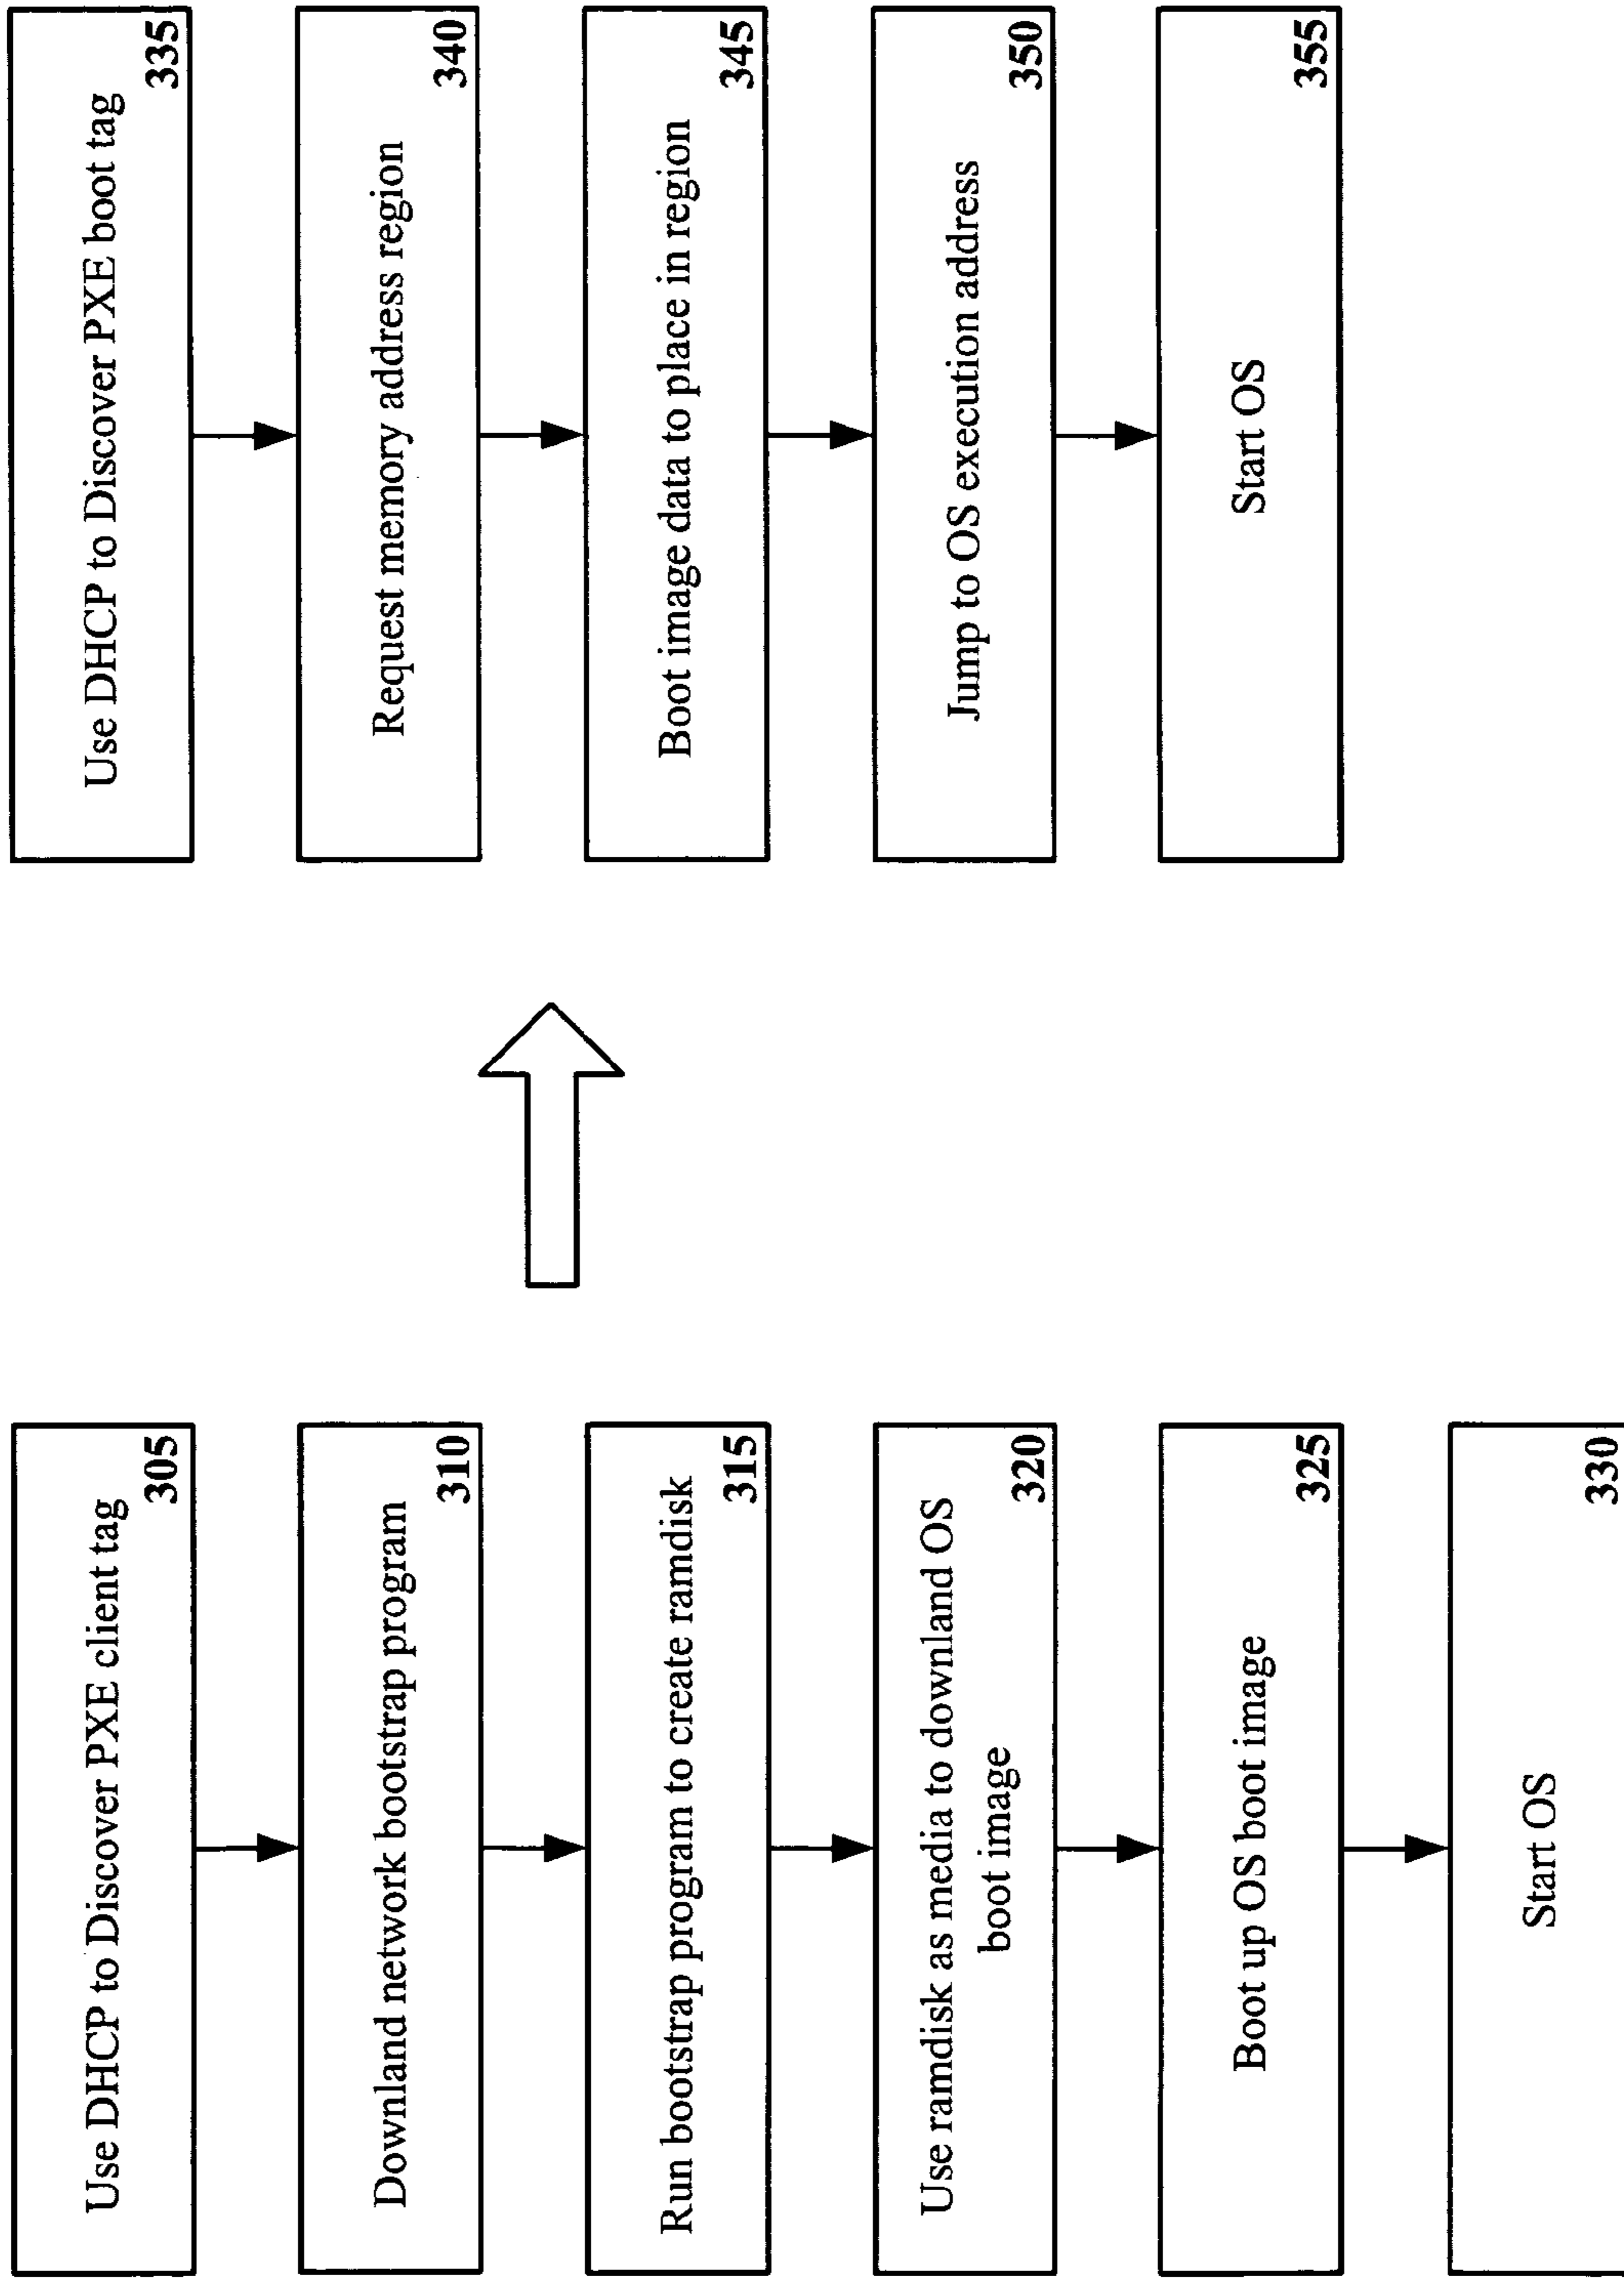 Use DHCP to Discover PXE client tag
305
Downland network bootstrap program
310
Run bootstrap program to create ramdisk
315
Use ramdisk as media to downland OS
boot image
320
Boot up OS boot image
325
Start OS
330
Use DHCP to Discover PXE boot tag
335
Request memory address region
340
Boot image data to place in region
345
Jump to OS execution address
350
Start OS
355